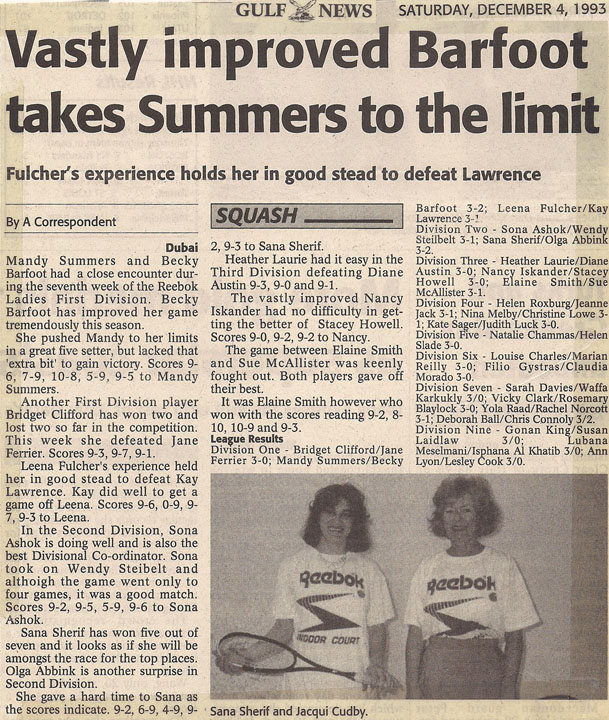 GULF NEWS SATURDAY, DECEMBER 4, 1993
Vastly improved Barfoot
takes Summers to the limit
Fulcher's experience holds her in good stead to defeat Lawrence
By A Correspondent
Dubai
Mandy Summers and Becky
Barfoot had a close encounter dur-
ing the seventh week of the Reebok
Ladies First Division. Becky
Barfoot has improved her game
tremendously this season.
She pushed Mandy to her limits
in a great five setter, but lacked that
'extra bit' to gain victory. Scores 9-
6, 7-9, 10-8, 5-9, 9-5 to Mandy
Summers.
Another First Division player
Bridget Clifford has won two and
lost two so far in the competition.
This week she defeated Jane
Ferrier. Scores 9-3, 9-7, 9-1.
Leena Fulcher's experience held
her in good stead to defeat Kay
Lawrence. Kay did well to get a
game off Leena. Scores 9-6, 0-9, 9-
7, 9-3 to Leena.
In the Second Division, Sona
Ashok is doing well and is also the
best Divisional Co-ordinator. Sona
took on Wendy Steibelt and
althoigh the game went only to
four games, it was a good match.
Scores 9-2, 9-5, 5-9, 9-6 to Sona
Ashok.
Sana Sherif has won five out of
seven and it looks as if she will be
amongst the race for the top places.
Olga Abbink is another surprise in
Second Division.
She gave a hard time to Sana as
the scores indicate. 9-2, 6-9, 4-9, 9-
SQUASH
2, 9-3 to Sana Sherif.
Heather Laurie had it easy in the
Third Division defeating Diane
Austin 9-3, 9-0 and 9-1.
The vastly improved Nancy
Iskander had no difficulty in get-
ting the better of Stacey Howell.
Scores 9-0, 9-2, 9-2 to Nancy.
The game between Elaine Smith
and Sue McAllister was keenly
fought out. Both players gave off
their best.
It was Elaine Smith however who
won with the scores reading 9-2, 8-
10, 10-9 and 9-3.
League Results
Division One - Bridget Clifford/Jane
Ferrier 3-0; Mandy Summers/Becky
Barfoot 3-2; Leena Fulcher/Kay
Lawrence 3-1
Division Two - Sona Ashok/Wendy
Steilbelt 3-1; Sana Sherif/Olga Abbink
3-2.
Division Three - Heather Laurie/Diane
Austin 3-0; Nancy Iskander/Stacey
Howell 3-0; Elaine Smith/Sue
McAllister 3-1.
Division Four - Helen Roxburg/Jeanne
Jack 3-1; Nina Melby/Christine Lowe 3-
1; Kate Sager/Judith Luck 3-0.
Division Five - Natalie Chammas/Helen
Slade 3-0.
Division Six - Louise Charles/Marian
Reilly 3-0; Filio Gystras/Claudia
Morado 3-0.
Division Seven - Sarah Davies/Waffa
Karkukly 3/0; Vicky Clark/Rosemary
Blaylock 3-0; Yola Raad/Rachel Norcott
3-1; Deborah Ball/Chris Connoly 3/2.
Division Nine - Gonan King/Susan
Laidlaw 3/0; Lubana
Meselmani/Isphana Al Khatib 3/0; Ann
Lyon/Lesley Cook 3/0.
Reebok
INDOOR COURT
Reebok
Sana Sherif and Jacqui Cudby.